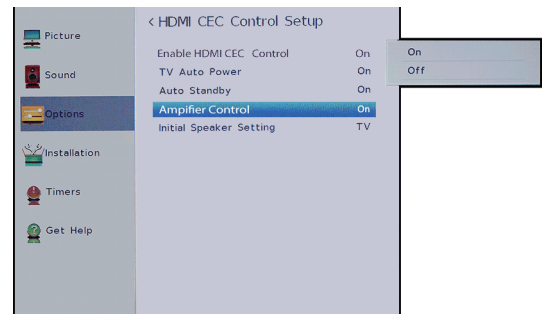 Picture
Sound
Options
Installation
Timers
Get Help
< HDMI CEC Control Setup
Enable HDMI CEC Control On
TV Auto Power On
Auto Standby On
Ampifier Control On
Initial Speaker Setting TV
On
Off